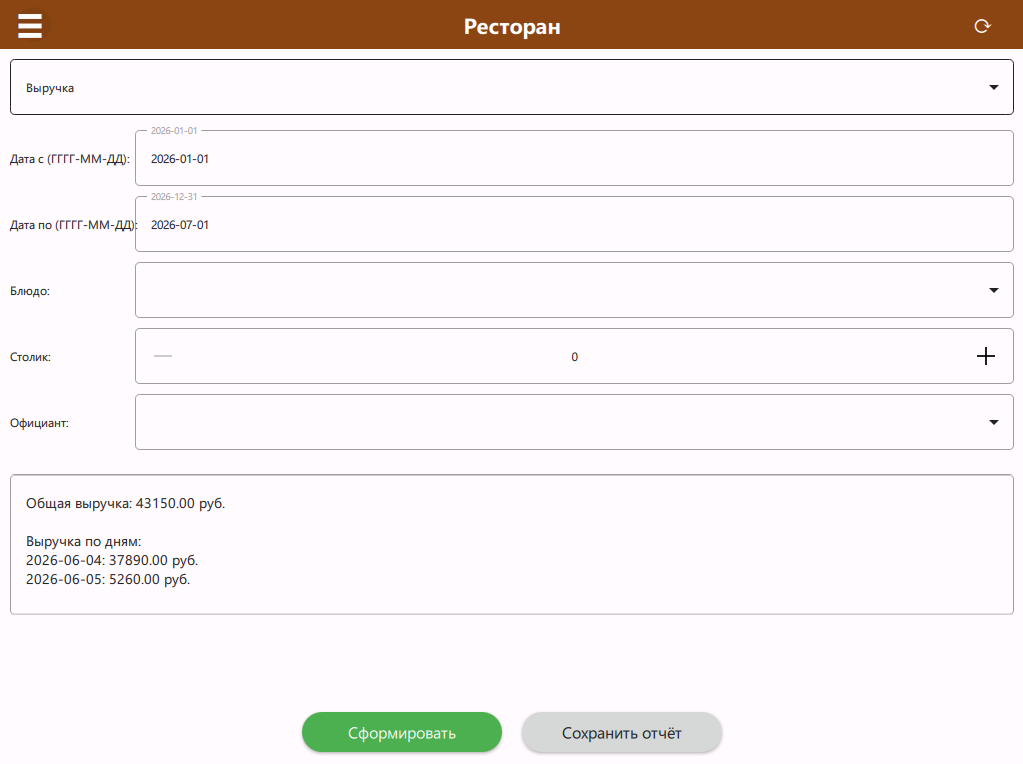 Ресторан
Выручка
2026-01-01
Дата с (ГГГГ-ММ-ДД):
2026-01-01
2026-12-31
Дата по (ГГГГ-ММ-ДД):
2026-07-01
Блюдо:
Столик:
0
Официант:
Общая выручка: 43150.00 руб.
Выручка по дням:
2026-06-04: 37890.00 руб.
2026-06-05: 5260.00 руб.
Сформировать
Сохранить отчёт